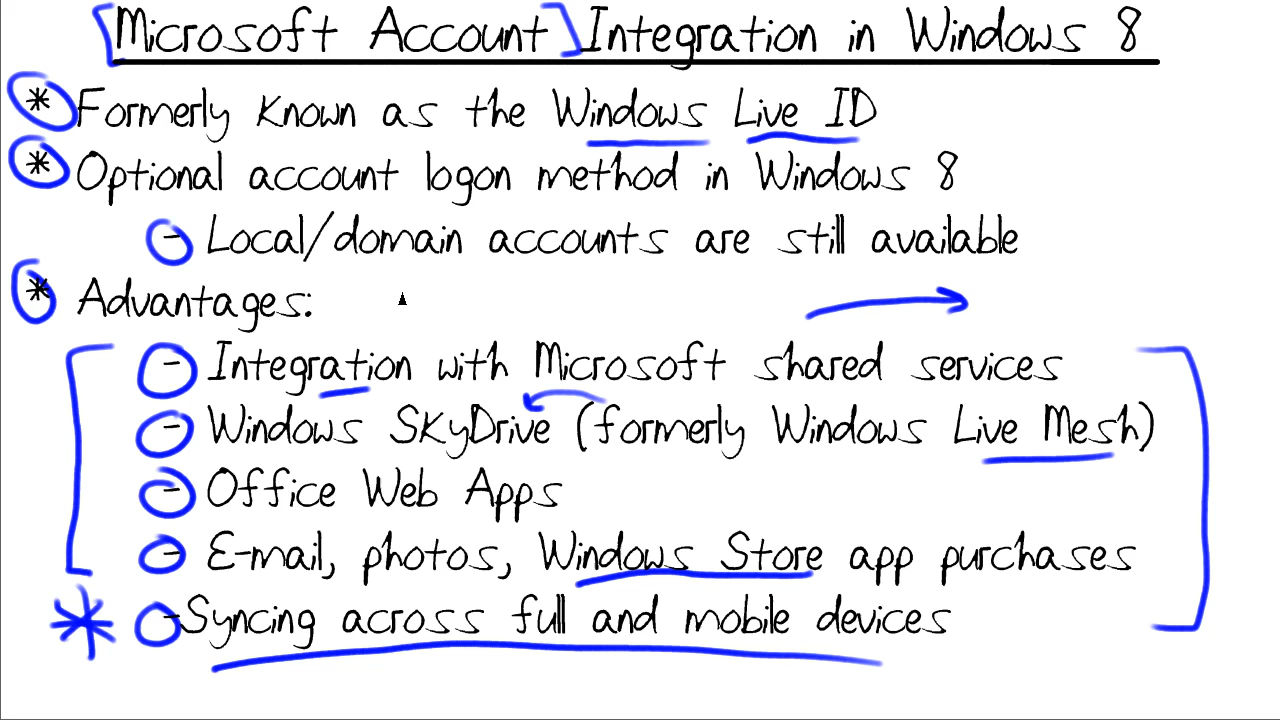 Microsoft Account Integration in Windows 8
* Formerly known as the Windows Live ID
* Optional account logon method in Windows 8
- Local/domain accounts are still available
* Advantages:
- Integration with Microsoft shared services
- Windows SkyDrive (formerly Windows Live Mesh)
- Office Web Apps
- E-mail, photos, Windows Store app purchases
- Syncing across full and mobile devices